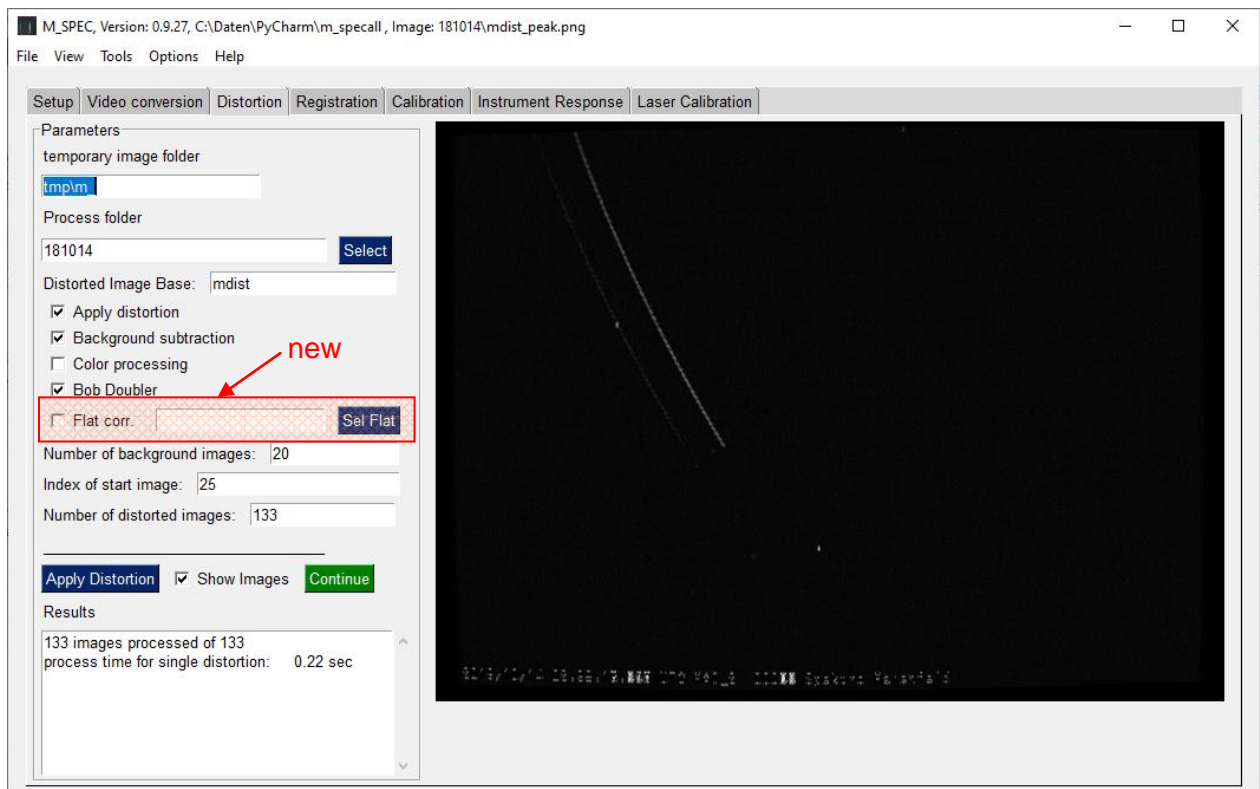 M_SPEC, Version: 0.9.27, C:\Daten\PyCharm\m_specall , Image: 181014\mdist_peak.png
File View Tools Options Help
Setup Video conversion Distortion Registration Calibration Instrument Response Laser Calibration
Parameters
temporary image folder
tmp\m_
Process folder
181014 Select
Distorted Image Base: mdist
Apply distortion
Background subtraction
new
Color processing
Bob Doubler
Flat corr. Sel Flat
Number of background images: 20
Index of start image: 25
Number of distorted images: 133
Apply Distortion Show Images Continue
Results
133 images processed of 133
process time for single distortion: 0.22 sec